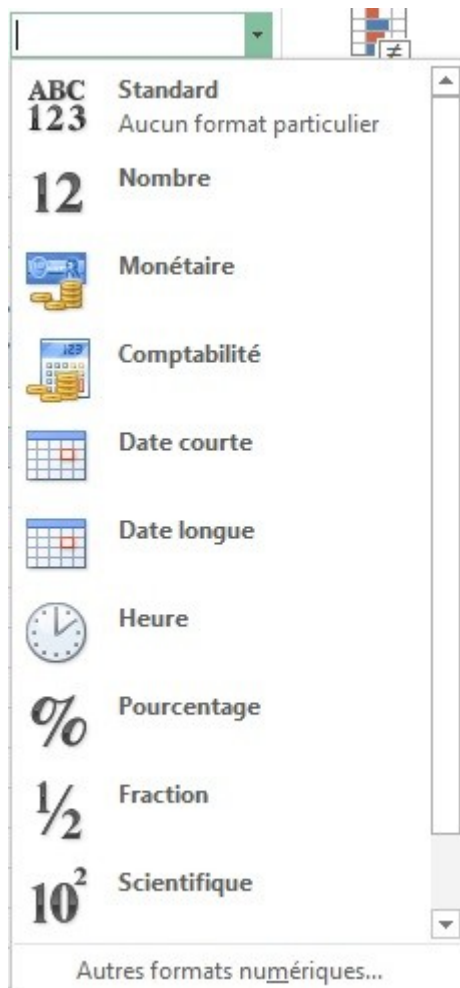 ABC
123
Standard
Aucun format particulier
12
Nombre
Monétaire
123
Comptabilité
Date courte
Date longue
Heure
%
Pourcentage
1/2
Fraction
10²
Scientifique
Autres formats numériques...